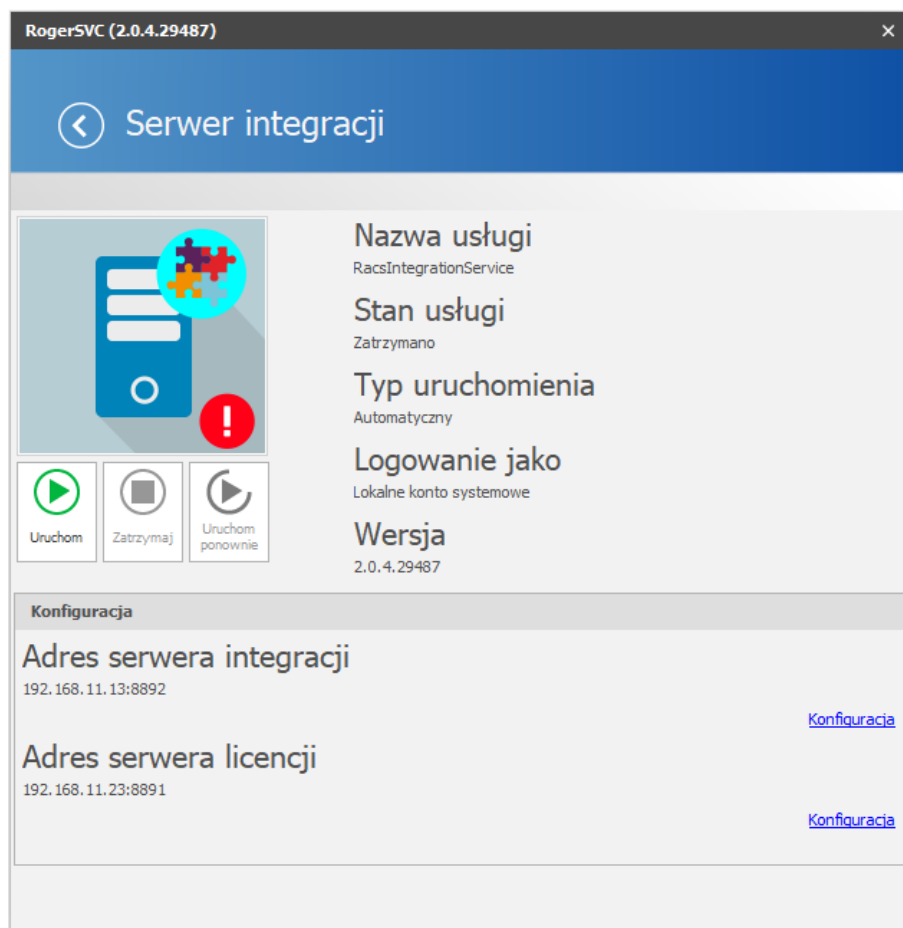 RogerSVC (2.0.4.29487)
Serwer integracji
Nazwa usługi
RacsIntegrationService
Stan usługi
Zatrzymano
Typ uruchomienia
Automatyczny
Logowanie jako
Lokalne konto systemowe
Wersja
2.0.4.29487
Uruchom
Zatrzymaj
Uruchom
ponownie
Konfiguracja
Adres serwera integracji
192.168.11.13:8892
Konfiguracja
Adres serwera licencji
192.168.11.23:8891
Konfiguracja